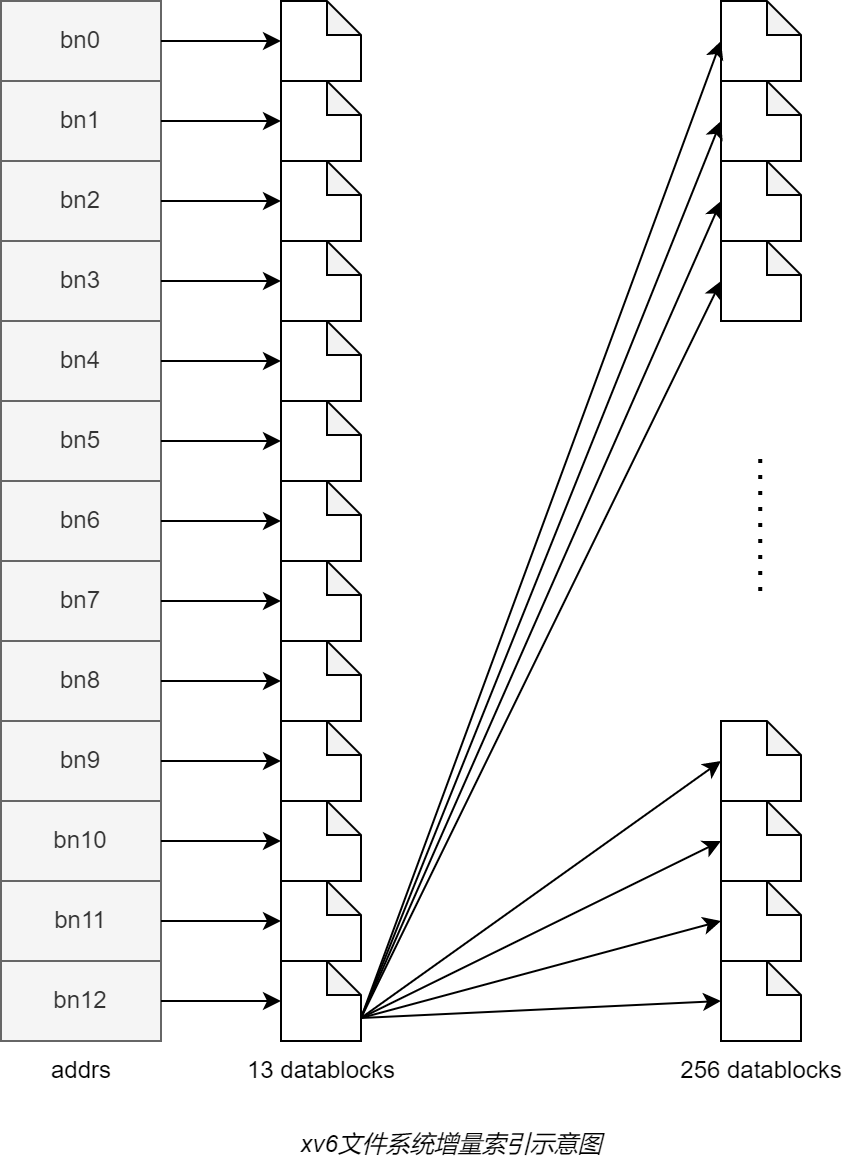 bn0
bn1
bn2
bn3
bn4
bn5
bn6
bn7
bn8
bn9
bn10
bn11
bn12
addrs
13 datablocks
256 datablocks
xv6文件系统增量索引示意图